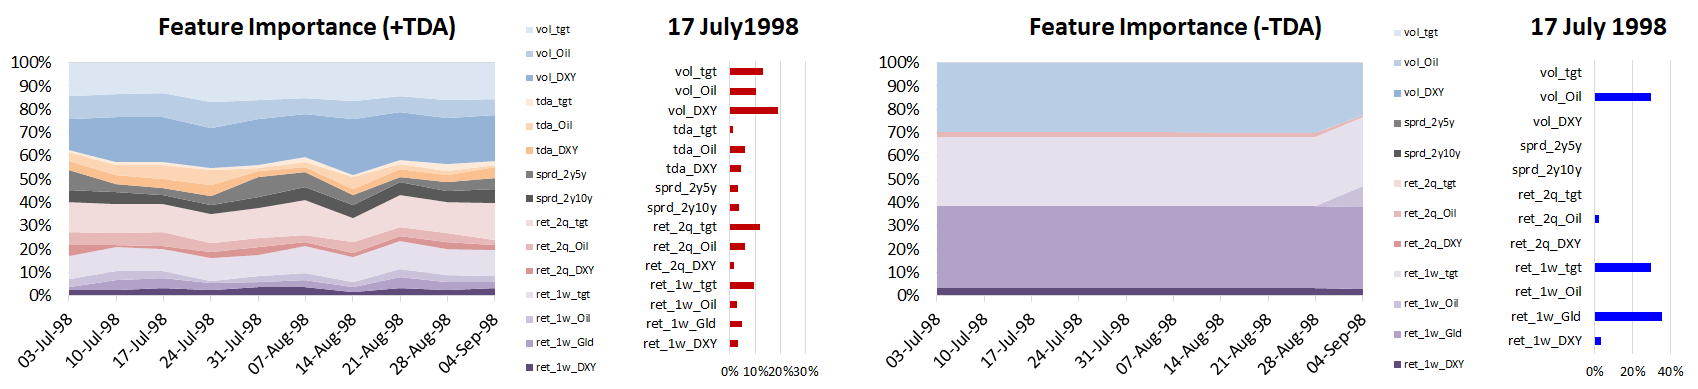 Feature Importance (+TDA)
100%
90%
80%
70%
60%
50%
40%
30%
20%
10%
0%
03-Jul-98
10-Jul-98
17-Jul-98
24-Jul-98
31-Jul-98
07-Aug-98
14-Aug-98
21-Aug-98
28-Aug-98
04-Sep-98
vol_tgt
vol_Oil
vol_DXY
tda_tgt
tda_Oil
tda_DXY
sprd_2y5y
sprd_2y10y
ret_2q_tgt
ret_2q_Oil
ret_2q_DXY
ret_1w_tgt
ret_1w_Oil
ret_1w_Gld
ret_1w_DXY
17 July1998
vol_tgt
vol_Oil
vol_DXY
tda_tgt
tda_Oil
tda_DXY
sprd_2y5y
sprd_2y10y
ret_2q_tgt
ret_2q_Oil
ret_2q_DXY
ret_1w_tgt
ret_1w_Oil
ret_1w_Gld
ret_1w_DXY
0% 10% 20% 30%
Feature Importance (-TDA)
100%
90%
80%
70%
60%
50%
40%
30%
20%
10%
0%
03-Jul-98
10-Jul-98
17-Jul-98
24-Jul-98
31-Jul-98
07-Aug-98
14-Aug-98
21-Aug-98
28-Aug-98
04-Sep-98
vol_tgt
vol_Oil
vol_DXY
sprd_2y5y
sprd_2y10y
ret_2q_tgt
ret_2q_Oil
ret_2q_DXY
ret_1w_tgt
ret_1w_Oil
ret_1w_Gld
ret_1w_DXY
17 July 1998
vol_tgt
vol_Oil
vol_DXY
sprd_2y5y
sprd_2y10y
ret_2q_tgt
ret_2q_Oil
ret_2q_DXY
ret_1w_tgt
ret_1w_Oil
ret_1w_Gld
ret_1w_DXY
0% 20% 40%